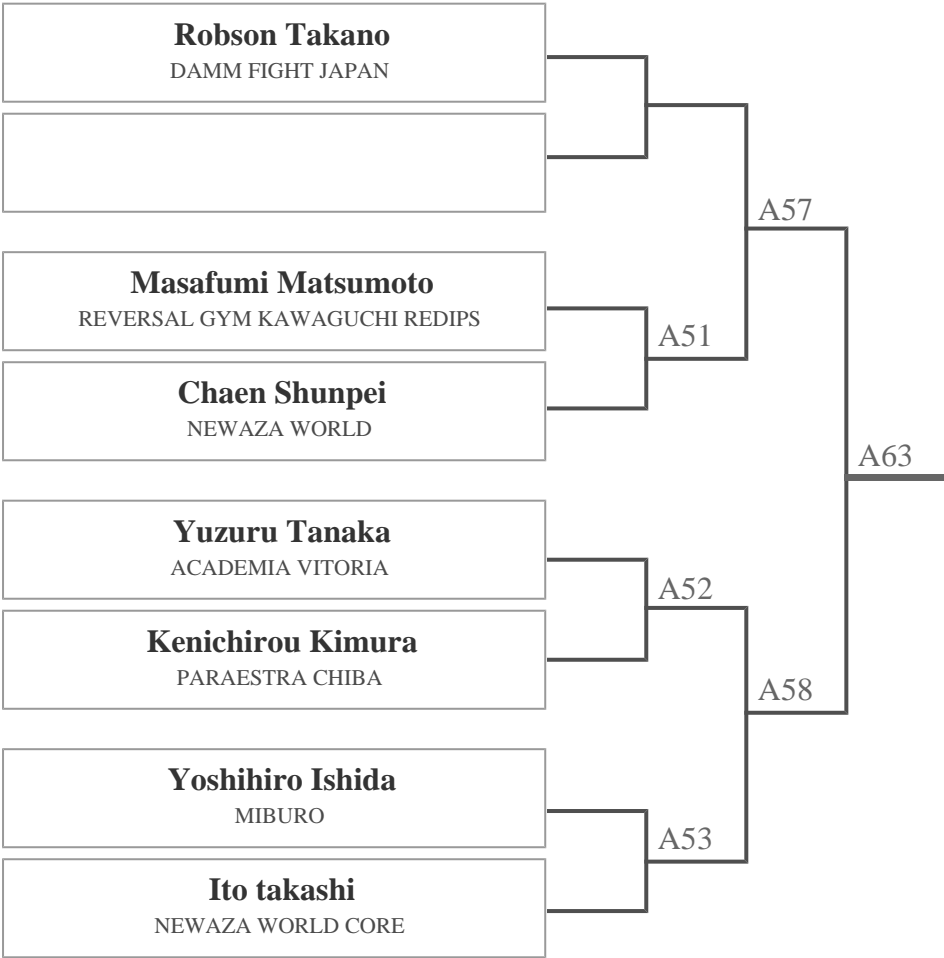 Robson Takano
DAMM FIGHT JAPAN
A57
Masafumi Matsumoto
REVERSAL GYM KAWAGUCHI REDIPS
A51
Chaen Shunpei
NEWAZA WORLD
A63
Yuzuru Tanaka
ACADEMIA VITORIA
A52
Kenichirou Kimura
PARAESTRA CHIBA
A58
Yoshihiro Ishida
MIBURO
A53
Ito takashi
NEWAZA WORLD CORE